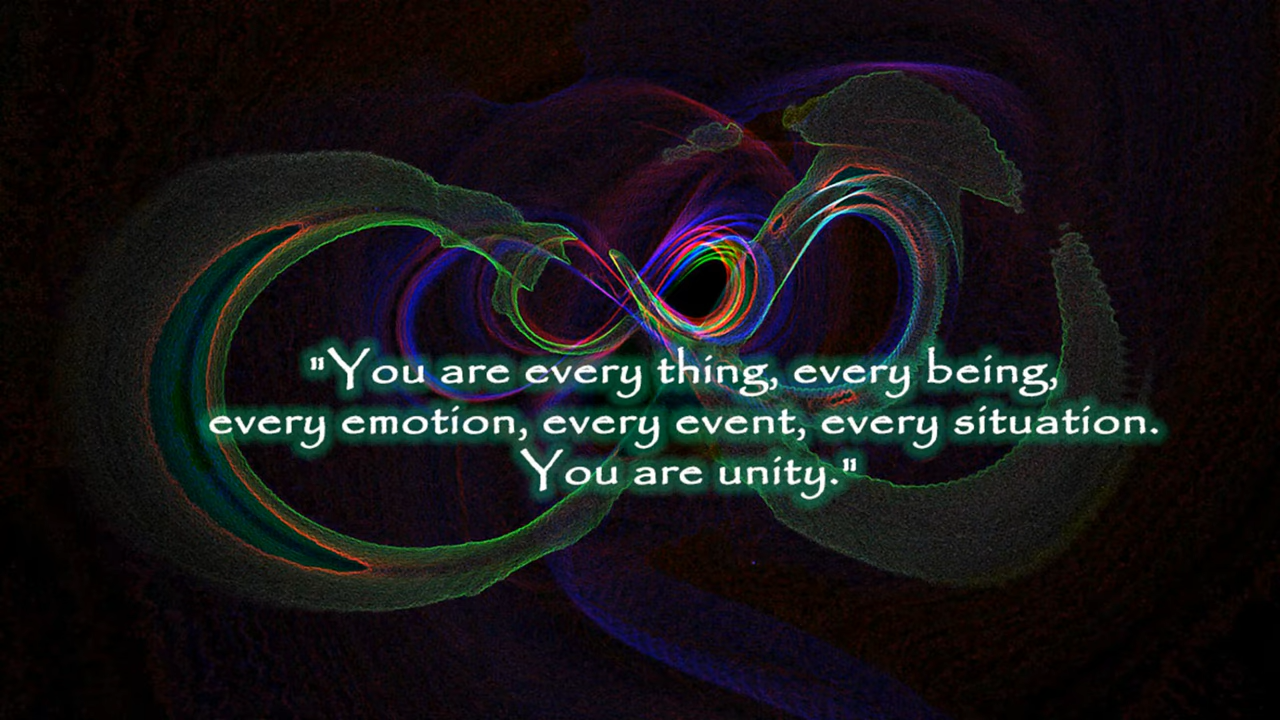 "You are every thing, every being,
every emotion, every event, every situation.
You are unity."